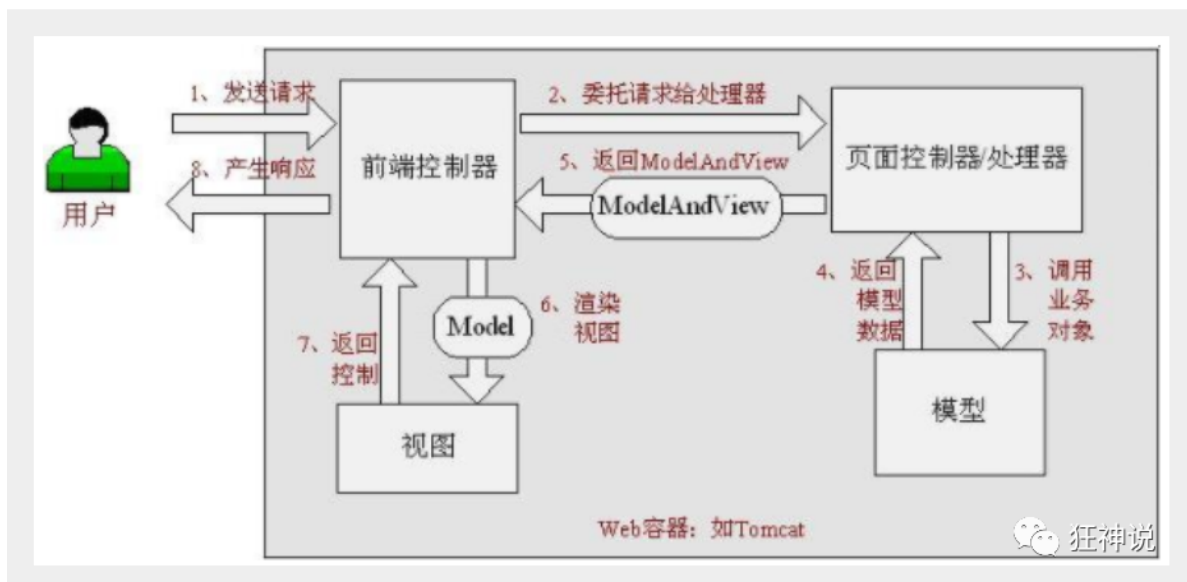 1、发送请求
2、委托请求给处理器
8、产生响应
前端控制器
5、返回ModelAndView
页面控制器/处理器
ModelAndView
用户
4、返回
模型
数据
3、调用
业务
对象
6、渲染
视图
Model
7、返回
控制
视图
模型
Web容器：如Tomcat
狂神说